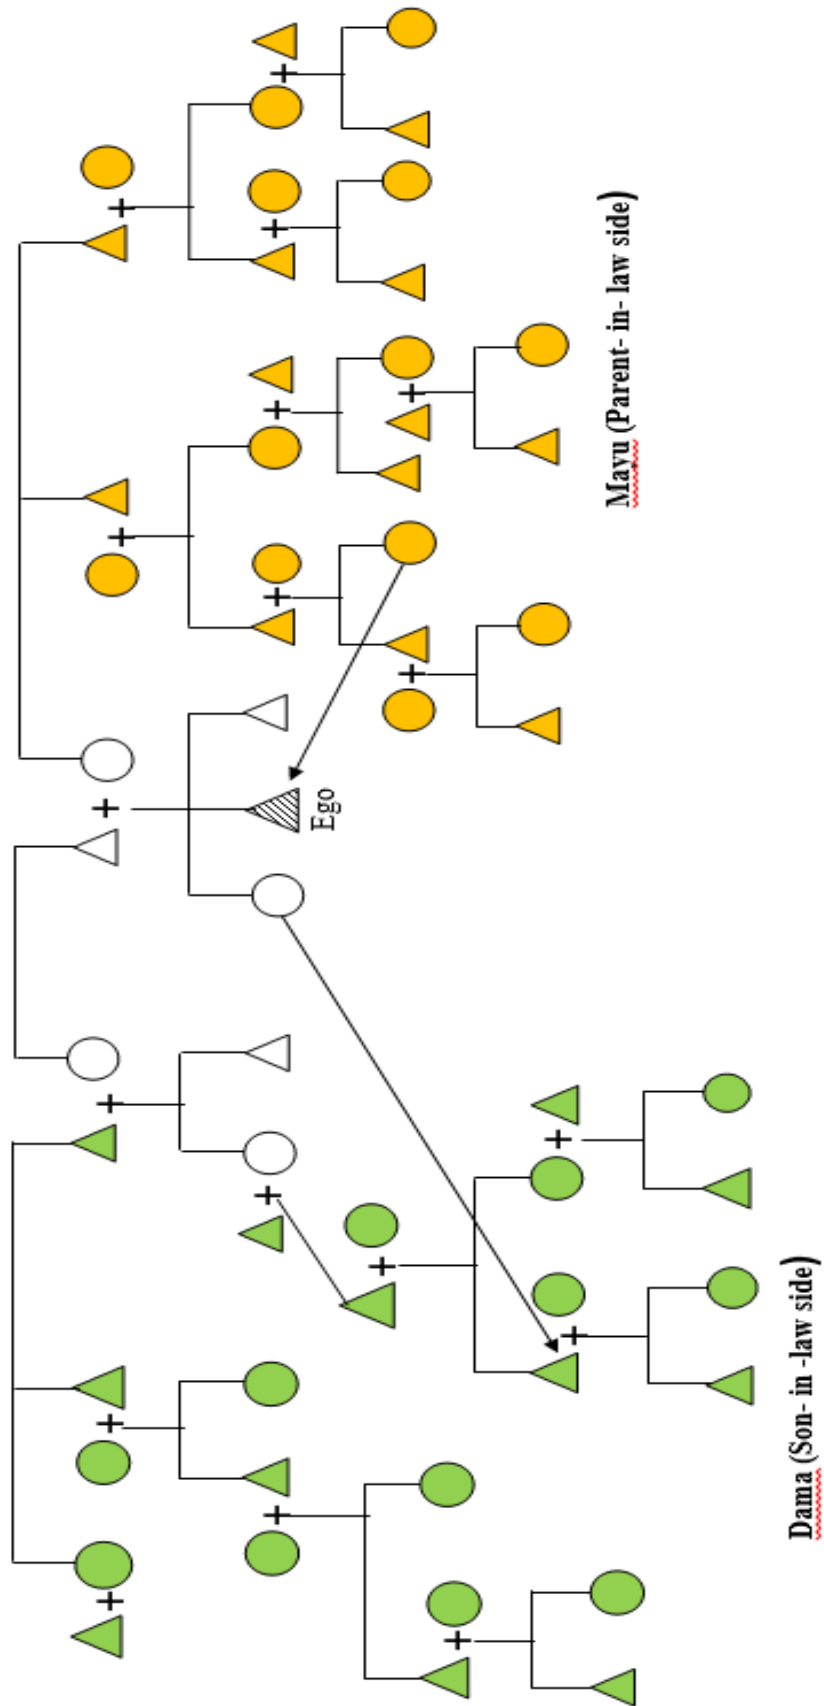 Ego
Mayu (Parent- in- law side)
Dama (Son- in -law side)